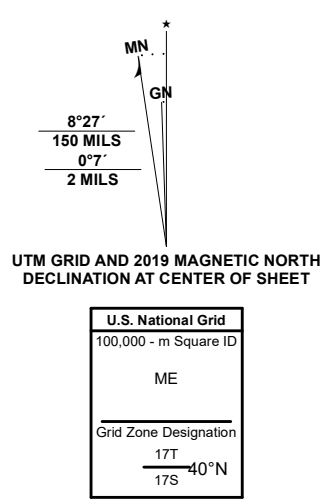 ★
MN
GN
8°27´
150 MILS
0°7´
2 MILS
UTM GRID AND 2019 MAGNETIC NORTH
DECLINATION AT CENTER OF SHEET
U.S. National Grid
100,000 - m Square ID
ME
Grid Zone Designation
17T
40°N
17S